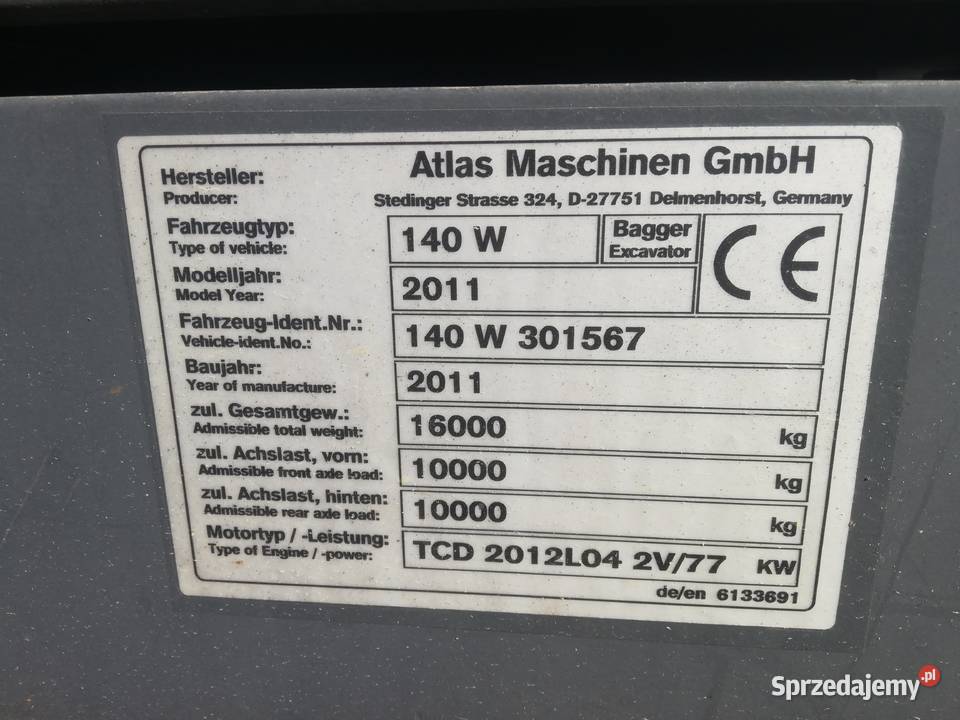 Hersteller: Atlas Maschinen GmbH
Producer: Stedinger Strasse 324, D-27751 Delmenhorst, Germany
Fahrzeugtyp: 140 W Bagger CE
Type of vehicle: Excavator
Modelljahr: 2011
Model Year:
Fahrzeug-Ident.Nr.: 140 W 301567
Vehicle-ident.No.:
Baujahr: 2011
Year of manufacture:
zul. Gesamtgew.: 16000 kg
Admissible total weight:
zul. Achslast, vorn: 10000 kg
Admissible front axle load:
zul. Achslast, hinten: 10000 kg
Admissible rear axle load:
Motortyp / -Leistung: TCD 2012L04 2V/77 KW
Type of Engine / -power:
de/en 6133691
Sprzedajemy.pl